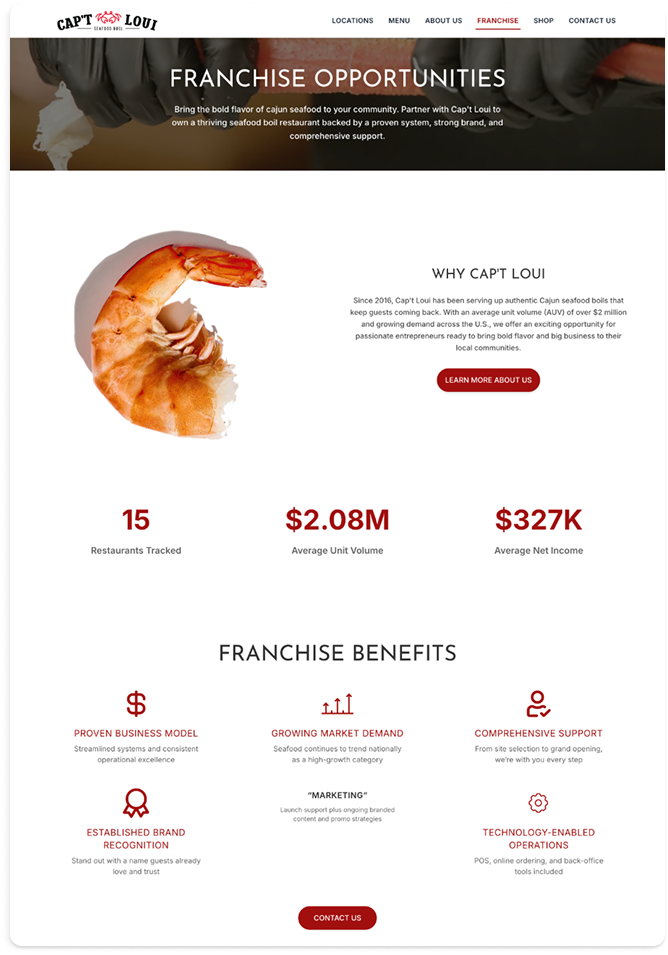 CAP'T LOUI
SEAFOOD BOIL
LOCATIONS
MENU
ABOUT US
FRANCHISE
SHOP
CONTACT US
FRANCHISE OPPORTUNITIES
Bring the bold flavor of cajun seafood to your community. Partner with Cap't Loui to
own a thriving seafood boil restaurant backed by a proven system, strong brand, and
comprehensive support.
WHY CAP'T LOUI
Since 2016, Cap't Loui has been serving up authentic Cajun seafood boils that
keep guests coming back. With an average unit volume (AUV) of over $2 million
and growing demand across the U.S., we offer an exciting opportunity for
passionate entrepreneurs ready to bring bold flavor and big business to their
local communities.
LEARN MORE ABOUT US
15
Restaurants Tracked
$2.08M
Average Unit Volume
$327K
Average Net Income
FRANCHISE BENEFITS
PROVEN BUSINESS MODEL
Streamlined systems and consistent
operational excellence
GROWING MARKET DEMAND
Seafood continues to trend nationally
as a high-growth category
COMPREHENSIVE SUPPORT
From site selection to grand opening,
we're with you every step
ESTABLISHED BRAND
RECOGNITION
Stand out with a name guests already
love and trust
“MARKETING”
Launch support plus ongoing branded
content and promo strategies
TECHNOLOGY-ENABLED
OPERATIONS
POS, online ordering, and back-office
tools included
CONTACT US